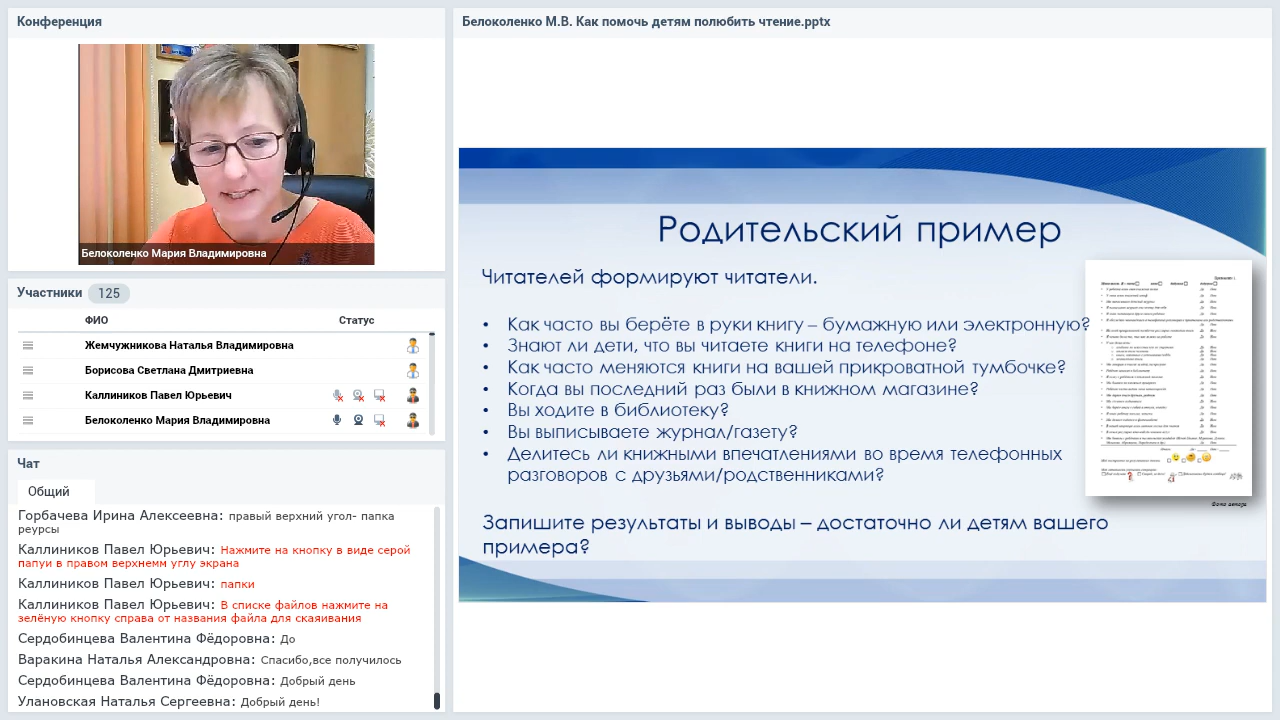 Конференция
Белоколенко Мария Владимировна
Участники 125
ФИО Статус
Жемчужникова Наталья Владимировна
Борисова Светлана Дмитриевна
Каллиников Павел Юрьевич
Белоколенко Мария Владимировна
Чат
Общий
Горбачева Ирина Алексеевна: правый верхний угол- папка
реурсы
Каллиников Павел Юрьевич: Нажмите на кнопку в виде серой
папуи в правом верхнемм углу экрана
Каллиников Павел Юрьевич: папки
Каллиников Павел Юрьевич: В списке файлов нажмите на
зелёную кнопку справа от названия файла для скаяивания
Сердобинцева Валентина Фёдоровна: До
Варакина Наталья Александровна: Спасибо,все получилось
Сердобинцева Валентина Фёдоровна: Добрый день
Улановская Наталья Сергеевна: Добрый день!
Белоколенко М.В. Как помочь детям полюбить чтение.pptx
Родительский пример
Читателей формируют читатели.
• Как часто вы берёте в руки книгу – бумажную или электронную?
• Знают ли дети, что вы читаете книги на смартфоне?
• Как часто меняются книги на вашей прикроватной тумбочке?
• Когда вы последний раз были в книжном магазине?
• Вы ходите в библиотеку?
• Вы выписываете журнал/газету?
• Делитесь ли книжными впечатлениями во время телефонных
разговоров с друзьями/родственниками?
Запишите результаты и выводы – достаточно ли детям вашего
примера?
Фото автора